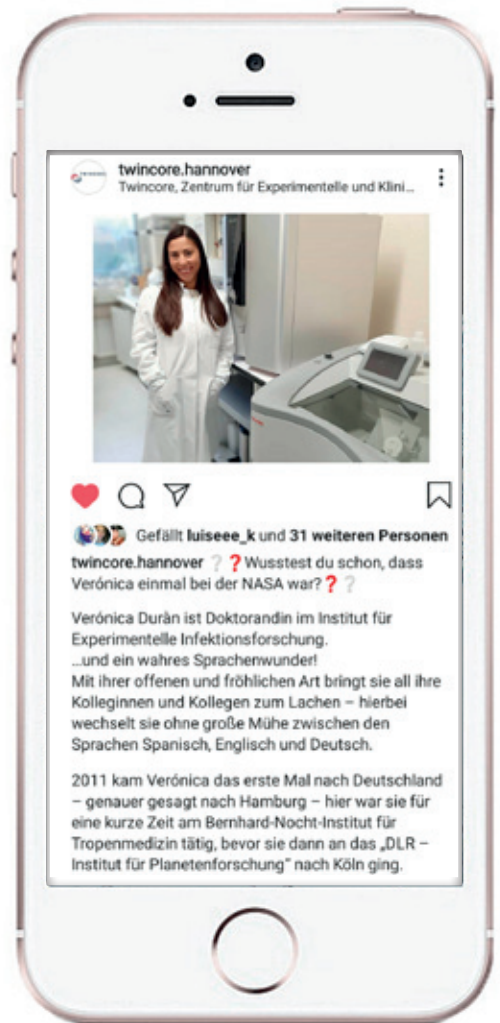 twincore.hannover
Twincore, Zentrum für Experimentelle und Klini...
TWINCORE
Gefällt luiseee_k und 31 weiteren Personen
twincore.hannover ❔❓Wusstest du schon, dass
Verónica einmal bei der NASA war?❓❔
Verónica Duràn ist Doktorandin im Institut für
Experimentelle Infektionsforschung.
...und ein wahres Sprachenwunder!
Mit ihrer offenen und fröhlichen Art bringt sie all ihre
Kolleginnen und Kollegen zum Lachen – hierbei
wechselt sie ohne große Mühe zwischen den
Sprachen Spanisch, Englisch und Deutsch.
2011 kam Verónica das erste Mal nach Deutschland
– genauer gesagt nach Hamburg – hier war sie für
eine kurze Zeit am Bernhard-Nocht-Institut für
Tropenmedizin tätig, bevor sie dann an das „DLR –
Institut für Planetenforschung" nach Köln ging.